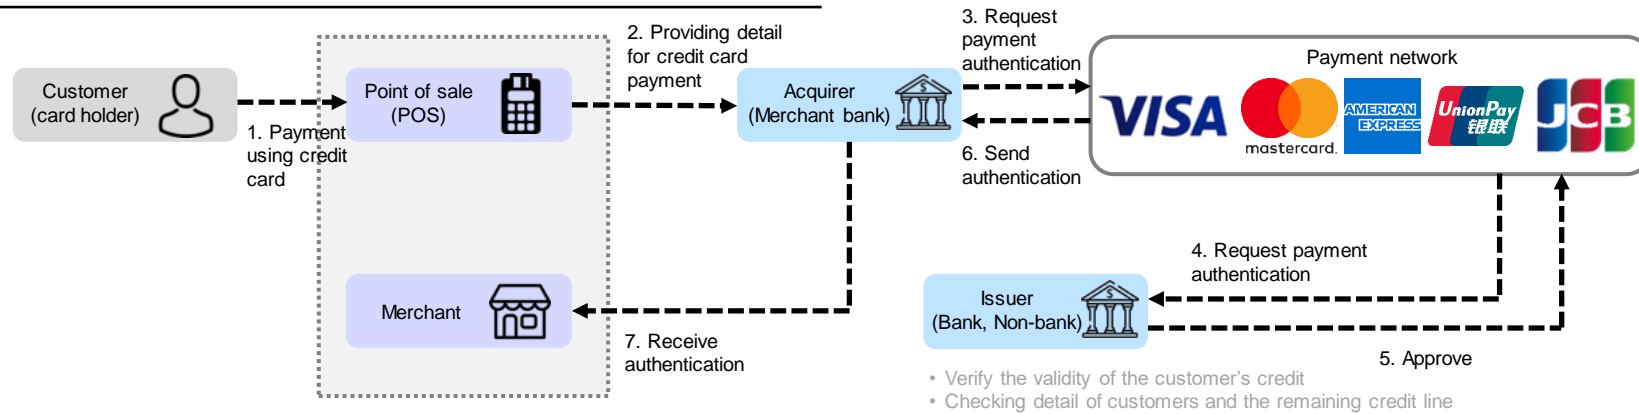 Customer
(card holder)
1. Payment
using credit
card
Point of sale
(POS)
2. Providing detail
for credit card
payment
Acquirer
(Merchant bank)
3. Request
payment
authentication
Payment network
VISA
mastercard.
AMERICAN
EXPRESS
UnionPay
银联
JCB
6. Send
authentication
4. Request payment
authentication
Issuer
(Bank, Non-bank)
5. Approve
Merchant
7. Receive
authentication
• Verify the validity of the customer's credit
• Checking detail of customers and the remaining credit line